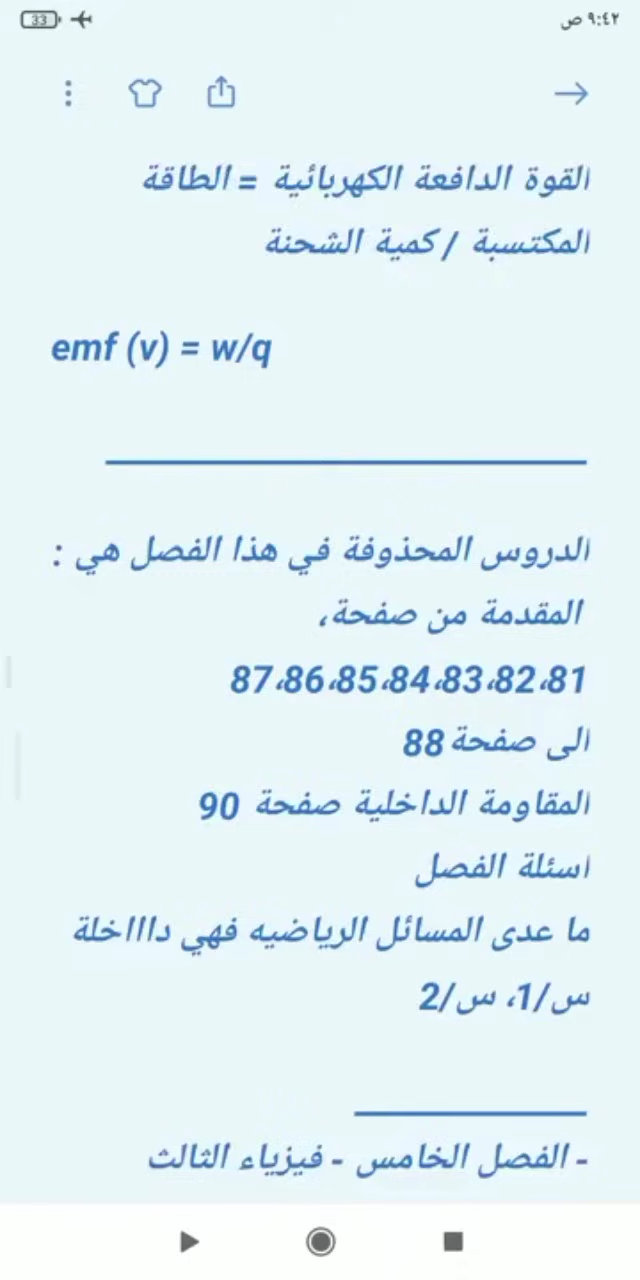 33
٩:٤٢ ص
القوة الدافعة الكهربائية = الطاقة
المكتسبة / كمية الشحنة
emf (v) = w/q
الدروس المحذوفة في هذا الفصل هي :
المقدمة من صفحة،
81،82،83،84،85،86،87
الى صفحة 88
المقاومة الداخلية صفحة 90
اسئلة الفصل
ما عدى المسائل الرياضيه فهي داااخلة
س/1، س/2
- الفصل الخامس - فيزياء الثالث